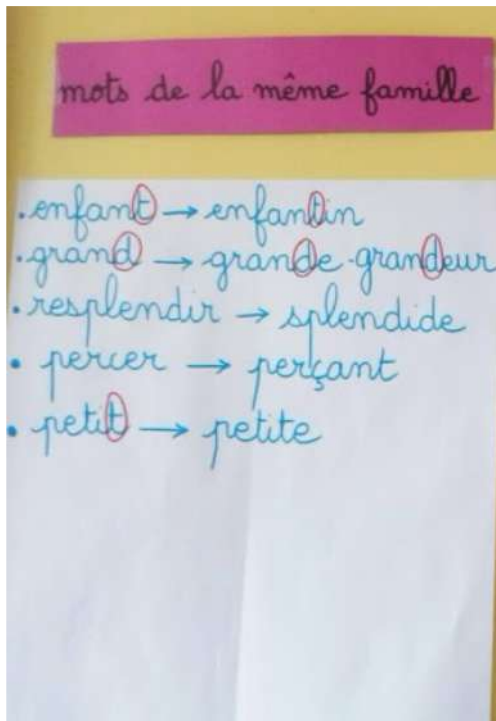 mots de la même famille
. enfant → enfantin
. grand → grande - grandeur
. resplendir → splendide
. percer → perçant
. petit → petite